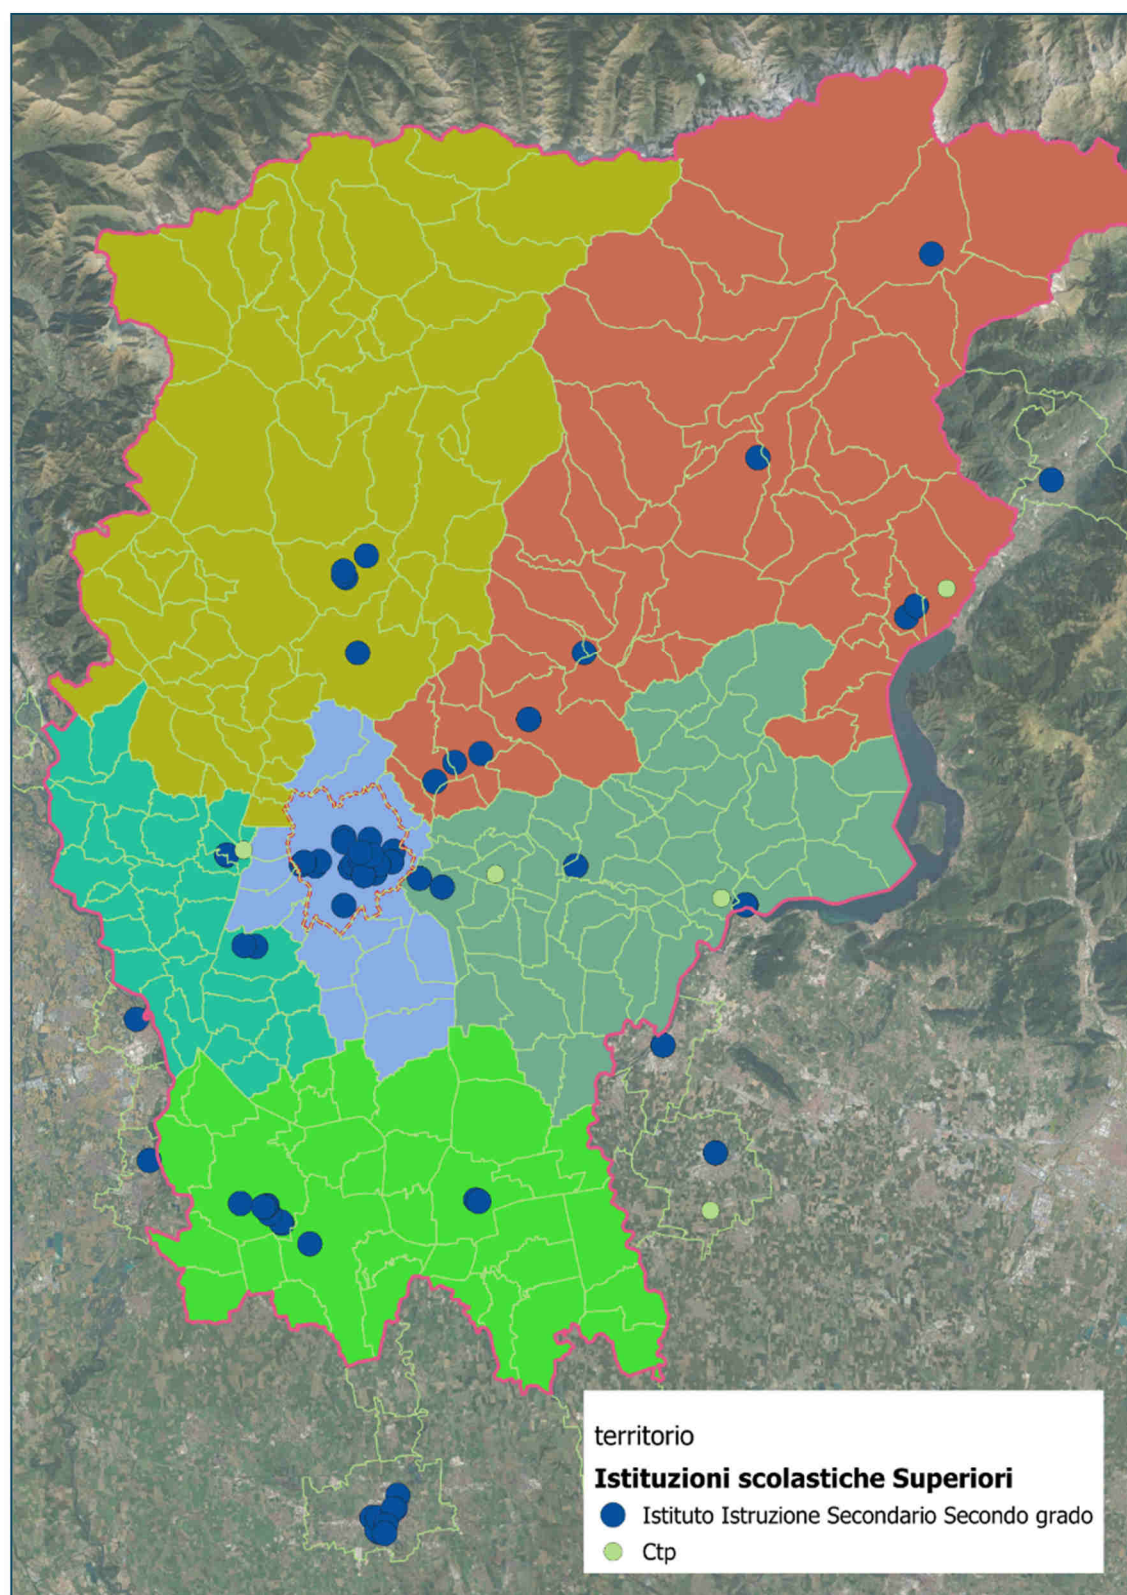 territorio
Istituzioni scolastiche Superiori
Istituto Istruzione Secondario Secondo grado
Ctp